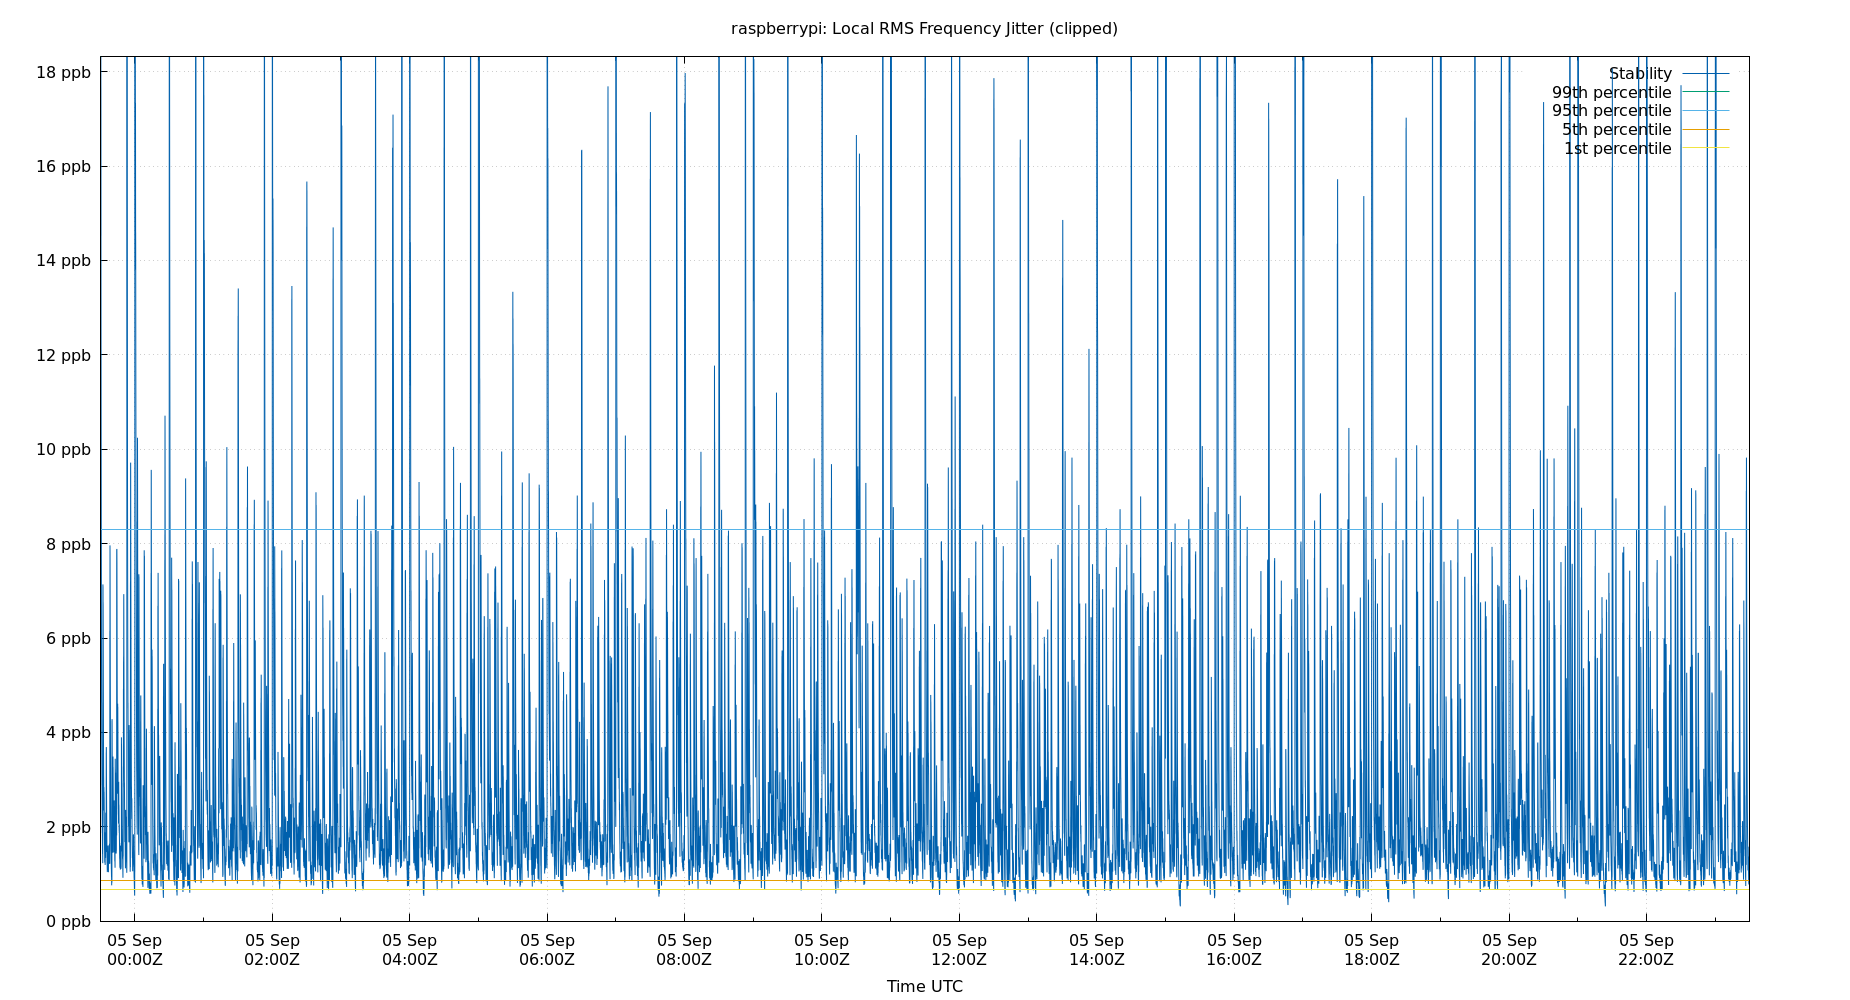 raspberrypi: Local RMS Frequency Jitter (clipped)
18 ppb
16 ppb
14 ppb
12 ppb
10 ppb
8 ppb
6 ppb
4 ppb
2 ppb
0 ppb
Stability
99th percentile
95th percentile
5th percentile
1st percentile
05 Sep 05 Sep 05 Sep 05 Sep 05 Sep 05 Sep 05 Sep 05 Sep 05 Sep 05 Sep 05 Sep 05 Sep
00:00Z 02:00Z 04:00Z 06:00Z 08:00Z 10:00Z 12:00Z 14:00Z 16:00Z 18:00Z 20:00Z 22:00Z
Time UTC